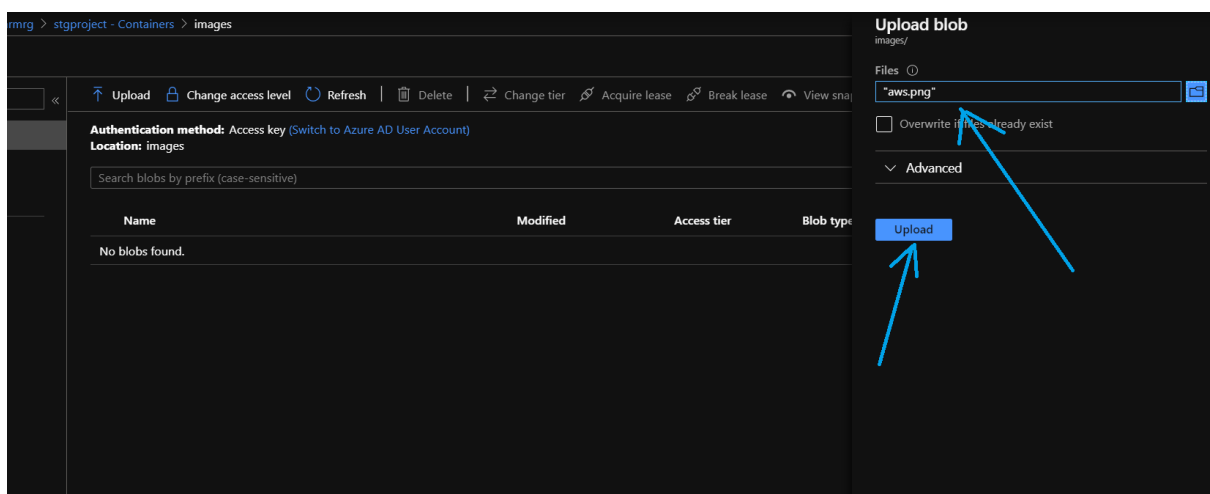 rmrg > stgproject - Containers > images
Upload Change access level Refresh Delete Change tier Acquire lease Break lease View sna
Authentication method: Access key (Switch to Azure AD User Account)
Location: images
Search blobs by prefix (case-sensitive)
Name Modified Access tier Blob type
No blobs found.
Upload blob
images/
Files
"aws.png"
Overwrite if files already exist
Advanced
Upload